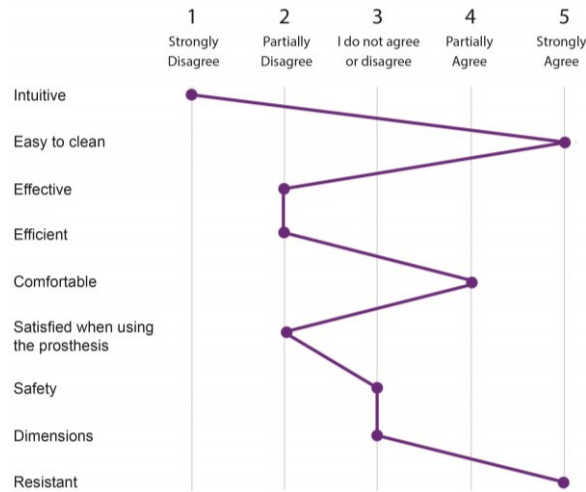 1 2 3 4 5
Strongly Disagree
Partially Disagree
I do not agree or disagree
Partially Agree
Strongly Agree
Intuitive
Easy to clean
Effective
Efficient
Comfortable
Satisfied when using
the prosthesis
Safety
Dimensions
Resistant